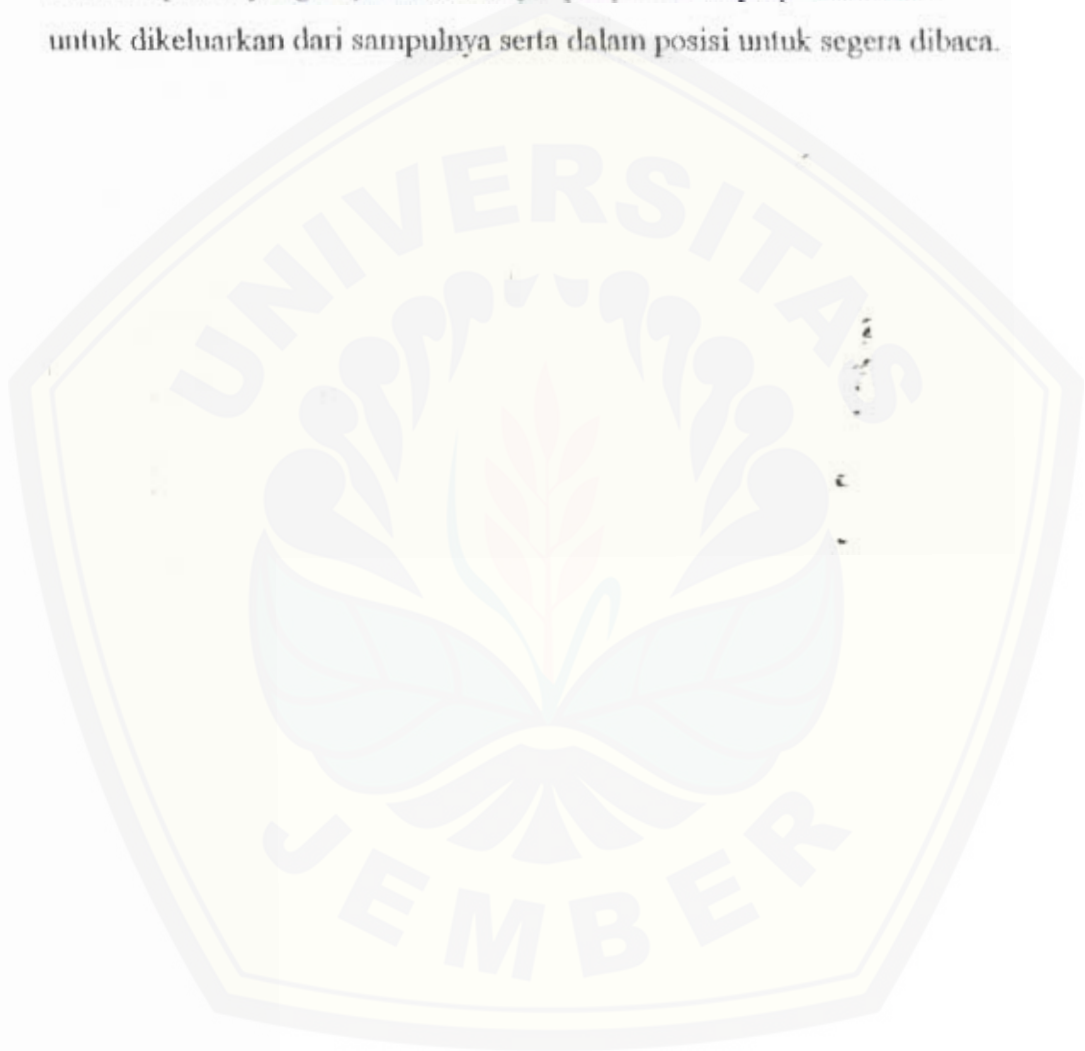 untuk dikeluarkan dari sampulnya serta dalam posisi untuk segera dibaca.
UNIVERSITAS
JEMBER